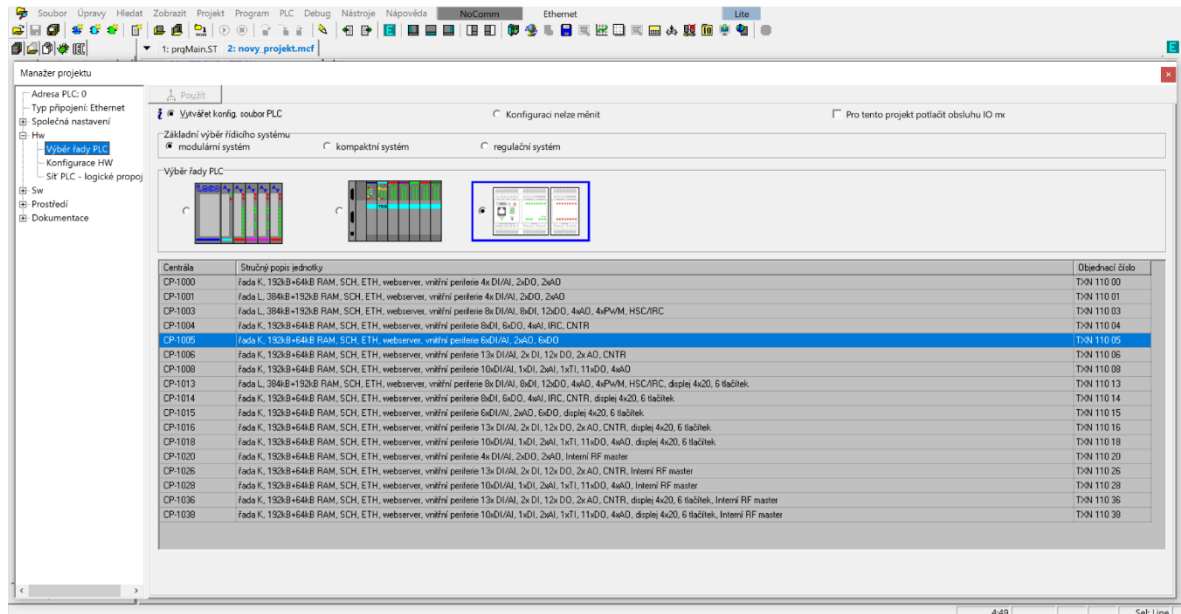 Soubor Úpravy Hledat Zobrazit Projekt Program PLC Debug Nástroje Nápověda NoComm Ethernet Lite
1: prgMain.ST 2: novy_projekt.mcf
Manažer projektu
Adresa PLC: 0
Typ připojení: Ethernet
Společná nastavení
Hw
Výběr řady PLC
Konfigurace HW
Síť PLC - logické propoj
Sw
Prostředí
Dokumentace
Použít
Vytvářet konfig. soubor PLC Konfiguraci nelze měnit Pro tento projekt potlačit obsluhu IO mo
Základní výběr řídicího systému
modulární systém kompaktní systém regulační systém
Výběr řady PLC
Centrála Stručný popis jednotky Objednací číslo
CP-1000 řada K, 192kB+64kB RAM, SCH, ETH, webserver, vnitřní periferie 4x DI/AI, 2xDO, 2xAO TXN 110 00
CP-1001 řada L, 384kB+192kB RAM, SCH, ETH, webserver, vnitřní periferie 4x DI/AI, 2xDO, 2xAO TXN 110 01
CP-1003 řada L, 384kB+192kB RAM, SCH, ETH, webserver, vnitřní periferie 8x DI/AI, 8xDI, 12xDO, 4xAO, 4xPWM, HSC/IRC TXN 110 03
CP-1004 řada K, 192kB+64kB RAM, SCH, ETH, webserver, vnitřní periferie 8xDI, 6xDO, 4xAI, IRC, CNTR TXN 110 04
CP-1005 řada K, 192kB+64kB RAM, SCH, ETH, webserver, vnitřní periferie 6xDI/AI, 2xAO, 6xDO TXN 110 05
CP-1006 řada K, 192kB+64kB RAM, SCH, ETH, webserver, vnitřní periferie 13x DI/AI, 2x DI, 12x DO, 2x AO, CNTR TXN 110 06
CP-1008 řada K, 192kB+64kB RAM, SCH, ETH, webserver, vnitřní periferie 10xDI/AI, 1xDI, 2xAI, 1xTI, 11xDO, 4xAO TXN 110 08
CP-1013 řada L, 384kB+192kB RAM, SCH, ETH, webserver, vnitřní periferie 8x DI/AI, 8xDI, 12xDO, 4xAO, 4xPWM, HSC/IRC, displej 4x20, 6 tlačítek TXN 110 13
CP-1014 řada K, 192kB+64kB RAM, SCH, ETH, webserver, vnitřní periferie 8xDI, 6xDO, 4xAI, IRC, CNTR, displej 4x20, 6 tlačítek TXN 110 14
CP-1015 řada K, 192kB+64kB RAM, SCH, ETH, webserver, vnitřní periferie 6xDI/AI, 2xAO, 6xDO, displej 4x20, 6 tlačítek TXN 110 15
CP-1016 řada K, 192kB+64kB RAM, SCH, ETH, webserver, vnitřní periferie 13x DI/AI, 2x DI, 12x DO, 2x AO, CNTR, displej 4x20, 6 tlačítek TXN 110 16
CP-1018 řada K, 192kB+64kB RAM, SCH, ETH, webserver, vnitřní periferie 10xDI/AI, 1xDI, 2xAI, 1xTI, 11xDO, 4xAO, displej 4x20, 6 tlačítek TXN 110 18
CP-1020 řada K, 192kB+64kB RAM, SCH, ETH, webserver, vnitřní periferie 4x DI/AI, 2xDO, 2xAO, Interní RF master TXN 110 20
CP-1026 řada K, 192kB+64kB RAM, SCH, ETH, webserver, vnitřní periferie 13x DI/AI, 2x DI, 12x DO, 2x AO, CNTR, Interní RF master TXN 110 26
CP-1028 řada K, 192kB+64kB RAM, SCH, ETH, webserver, vnitřní periferie 10xDI/AI, 1xDI, 2xAI, 1xTI, 11xDO, 4xAO, Interní RF master TXN 110 28
CP-1036 řada K, 192kB+64kB RAM, SCH, ETH, webserver, vnitřní periferie 13x DI/AI, 2x DI, 12x DO, 2x AO, CNTR, displej 4x20, 6 tlačítek, Interní RF master TXN 110 36
CP-1038 řada K, 192kB+64kB RAM, SCH, ETH, webserver, vnitřní periferie 10xDI/AI, 1xDI, 2xAI, 1xTI, 11xDO, 4xAO, displej 4x20, 6 tlačítek, Interní RF master TXN 110 38
4:49 Sel: Line